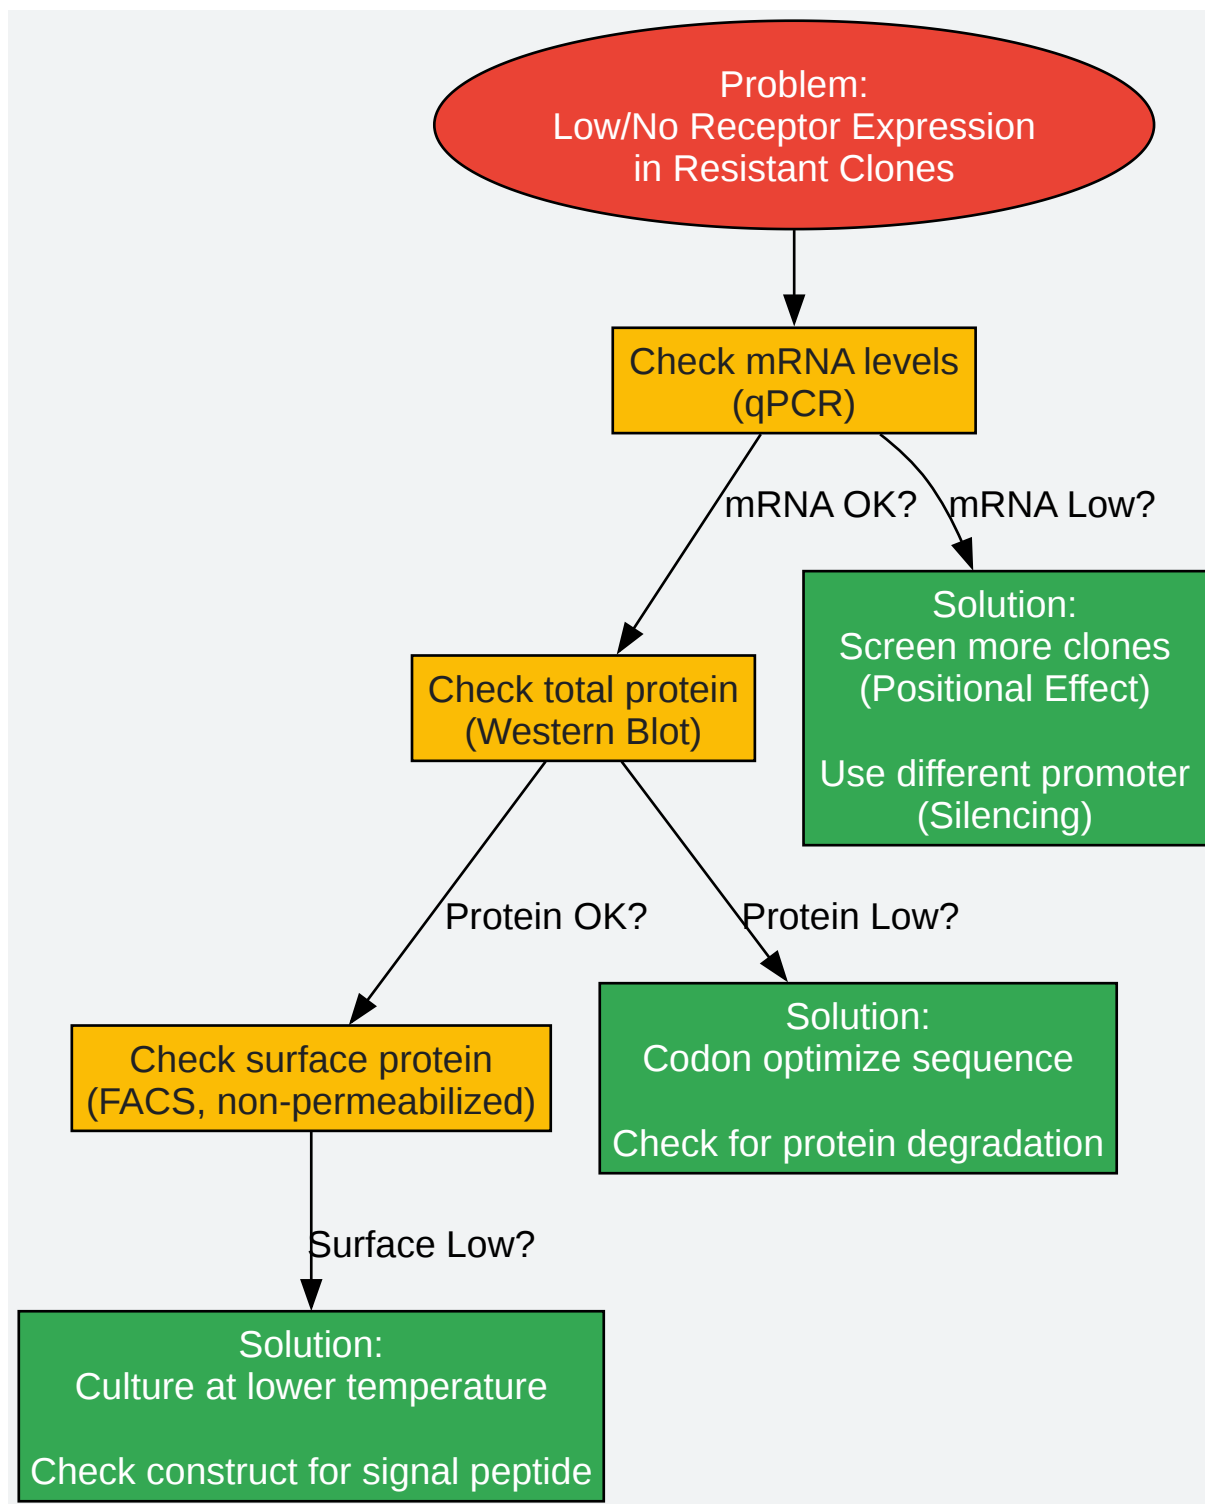 Problem:
Low/No Receptor Expression
in Resistant Clones
Check mRNA levels
(qPCR)
mRNA OK?
mRNA Low?
Solution:
Screen more clones
(Positional Effect)
Use different promoter
(Silencing)
Check total protein
(Western Blot)
Protein OK?
Protein Low?
Solution:
Codon optimize sequence
Check for protein degradation
Check surface protein
(FACS, non-permeabilized)
Surface Low?
Solution:
Culture at lower temperature
Check construct for signal peptide